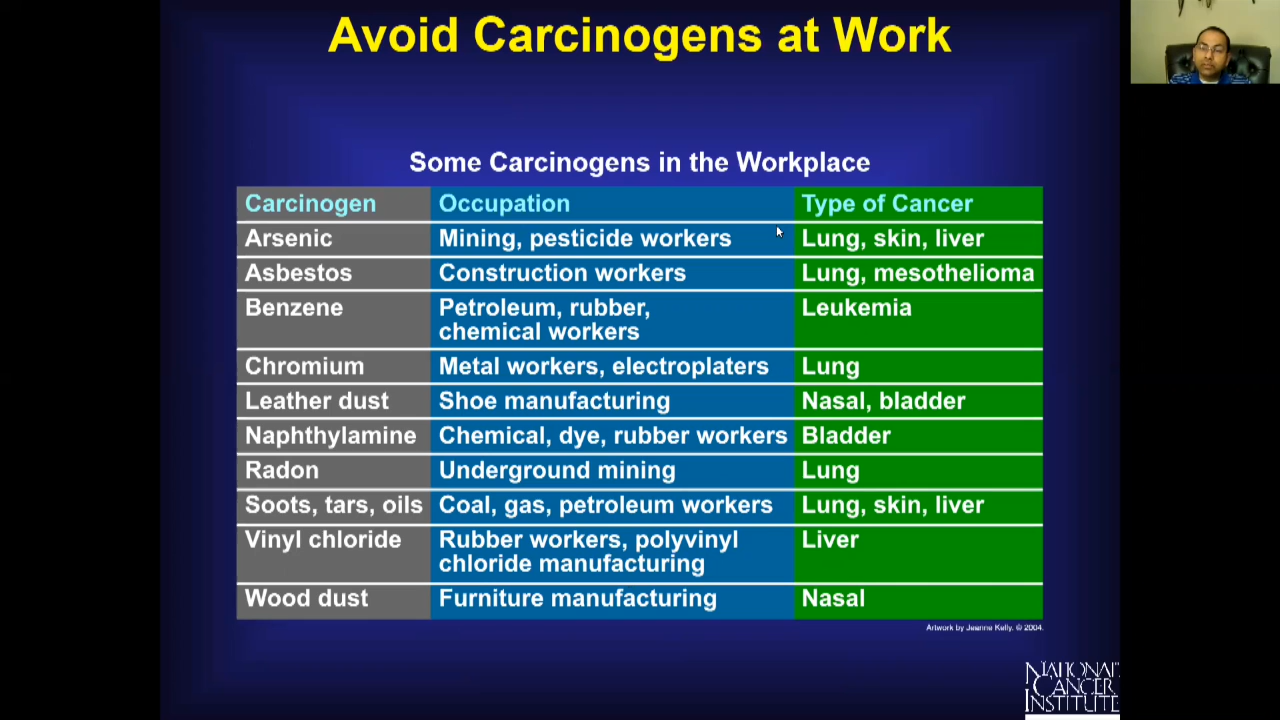 Avoid Carcinogens at Work
Some Carcinogens in the Workplace
Carcinogen Occupation Type of Cancer
Arsenic Mining, pesticide workers Lung, skin, liver
Asbestos Construction workers Lung, mesothelioma
Benzene Petroleum, rubber, Leukemia
chemical workers
Chromium Metal workers, electroplaters Lung
Leather dust Shoe manufacturing Nasal, bladder
Naphthylamine Chemical, dye, rubber workers Bladder
Radon Underground mining Lung
Soots, tars, oils Coal, gas, petroleum workers Lung, skin, liver
Vinyl chloride Rubber workers, polyvinyl Liver
chloride manufacturing
Wood dust Furniture manufacturing Nasal
Artwork by Jeanne Kelly. © 2004.
NATIONAL
CANCER
INSTITUTE